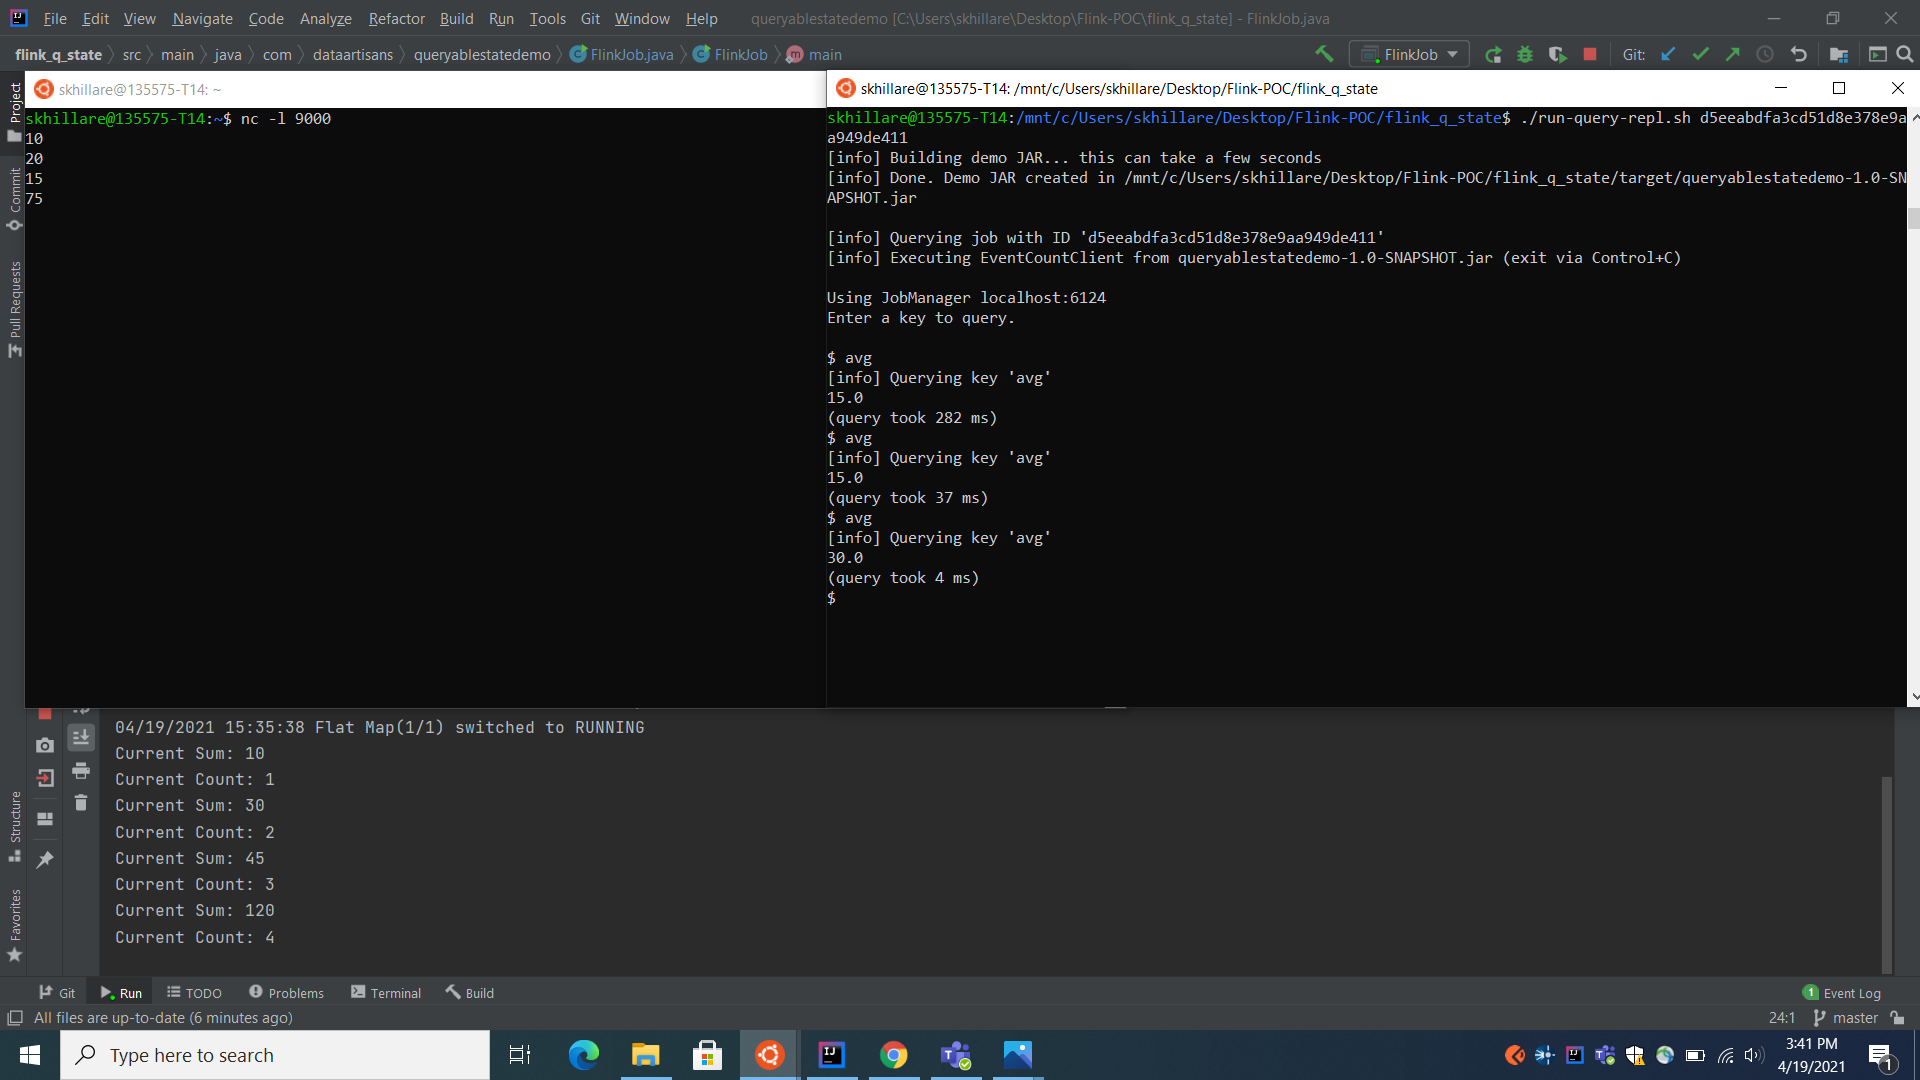 File Edit View Navigate Code Analyze Refactor Build Run Tools Git Window Help queryablestatedemo [C:\Users\skhillare\Desktop\Flink-POC\flink_q_state] - FlinkJob.java
flink_q_state src main java com dataartisans queryablestatedemo FlinkJob.java FlinkJob main FlinkJob Git:
skhillare@135575-T14: ~
skhillare@135575-T14:~$ nc -l 9000
10
20
15
75
skhillare@135575-T14: /mnt/c/Users/skhillare/Desktop/Flink-POC/flink_q_state
skhillare@135575-T14:/mnt/c/Users/skhillare/Desktop/Flink-POC/flink_q_state$ ./run-query-repl.sh d5eeabdfa3cd51d8e378e9a
a949de411
[info] Building demo JAR... this can take a few seconds
[info] Done. Demo JAR created in /mnt/c/Users/skhillare/Desktop/Flink-POC/flink_q_state/target/queryablestatedemo-1.0-SN
APSHOT.jar
[info] Querying job with ID 'd5eeabdfa3cd51d8e378e9aa949de411'
[info] Executing EventCountClient from queryablestatedemo-1.0-SNAPSHOT.jar (exit via Control+C)
Using JobManager localhost:6124
Enter a key to query.
$ avg
[info] Querying key 'avg'
15.0
(query took 282 ms)
$ avg
[info] Querying key 'avg'
15.0
(query took 37 ms)
$ avg
[info] Querying key 'avg'
30.0
(query took 4 ms)
$
Project
Commit
Pull Requests
Structure
Favorites
04/19/2021 15:35:38 Flat Map(1/1) switched to RUNNING
Current Sum: 10
Current Count: 1
Current Sum: 30
Current Count: 2
Current Sum: 45
Current Count: 3
Current Sum: 120
Current Count: 4
Git Run TODO Problems Terminal Build 1 Event Log
All files are up-to-date (6 minutes ago) 24:1 master
Type here to search
3:41 PM
4/19/2021
1